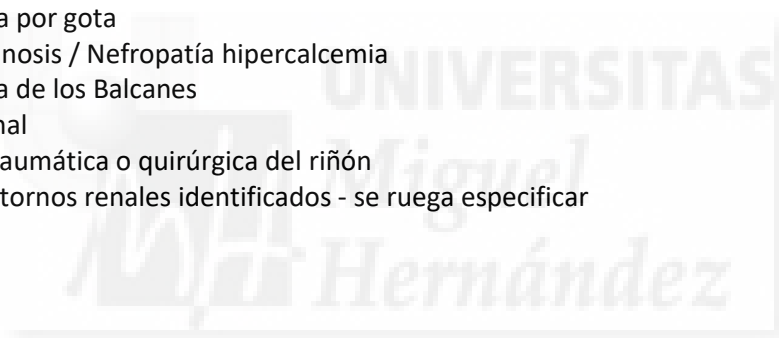 a por gota
nosis / Nefropatía hipercalcemia
a de los Balcanes
nal
aumática o quirúrgica del riñón
tornos renales identificados - se ruega especificar
UNIVERSITAS
Miguel
Hernández